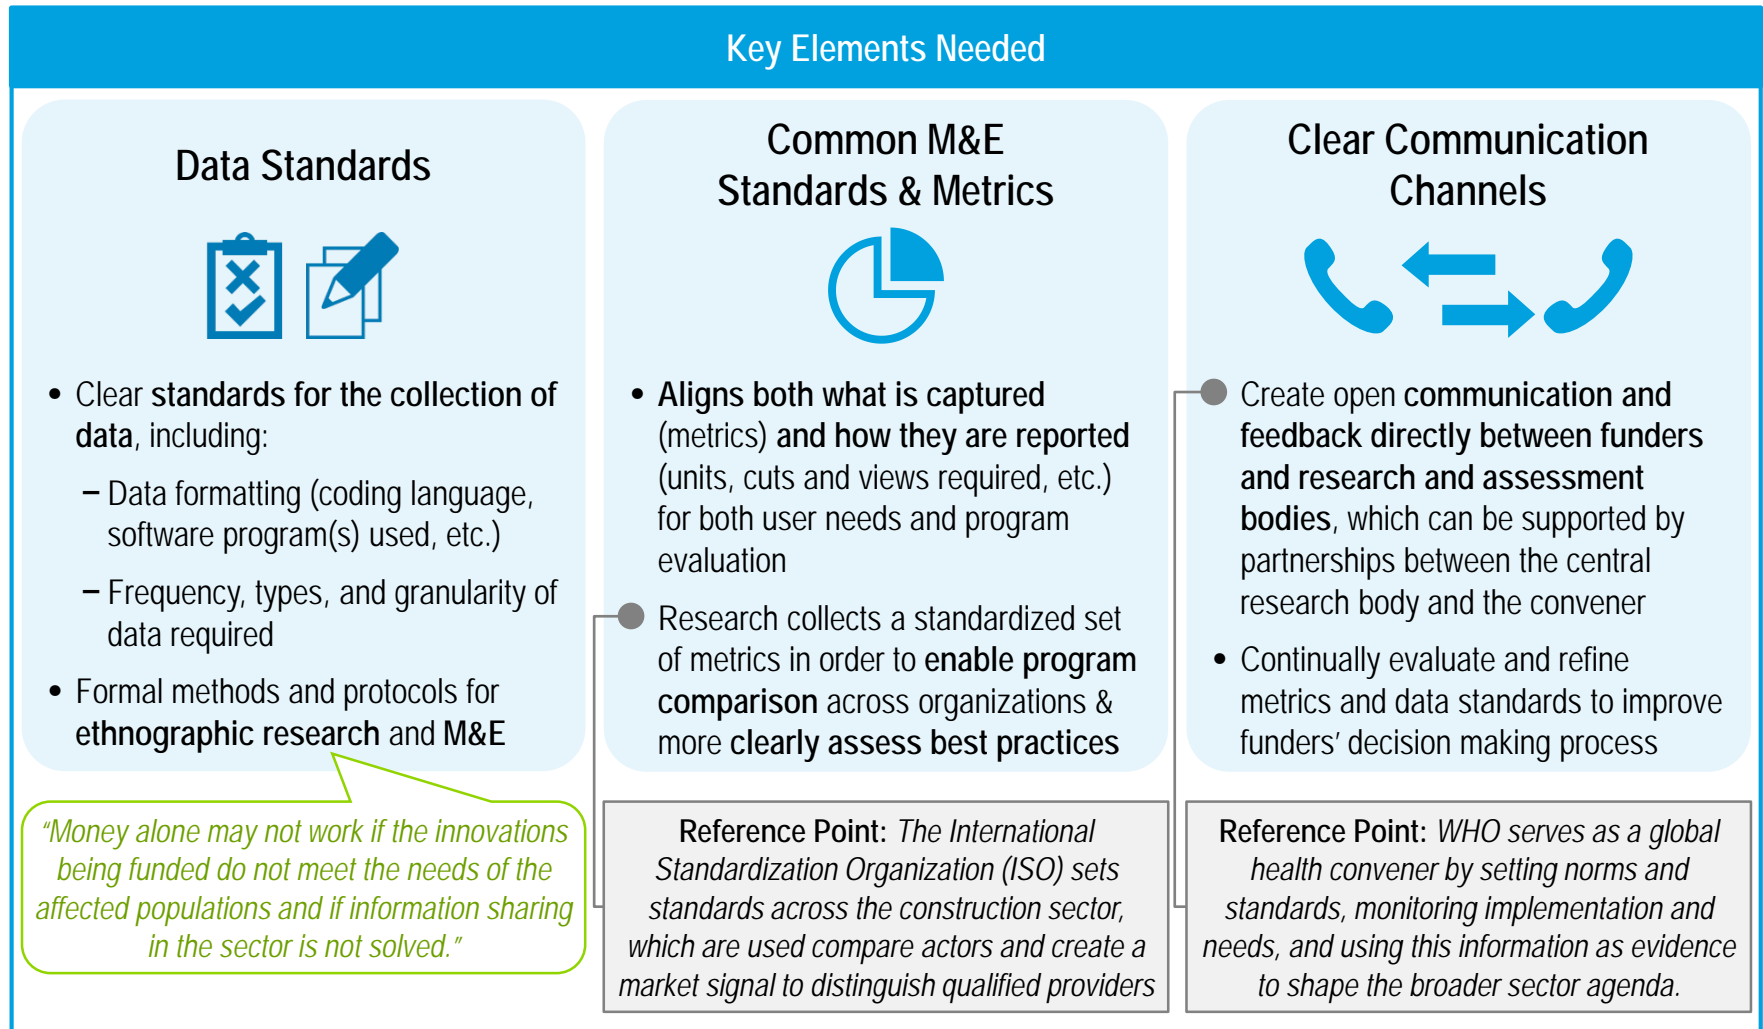 Key Elements Needed
Data Standards
• Clear standards for the collection of
data, including:
– Data formatting (coding language,
software program(s) used, etc.)
– Frequency, types, and granularity of
data required
• Formal methods and protocols for
ethnographic research and M&E
“Money alone may not work if the innovations
being funded do not meet the needs of the
affected populations and if information sharing
in the sector is not solved.”
Common M&E
Standards & Metrics
• Aligns both what is captured
(metrics) and how they are reported
(units, cuts and views required, etc.)
for both user needs and program
evaluation
Research collects a standardized set
of metrics in order to enable program
comparison across organizations &
more clearly assess best practices
Reference Point: The International
Standardization Organization (ISO) sets
standards across the construction sector,
which are used compare actors and create a
market signal to distinguish qualified providers
Clear Communication
Channels
Create open communication and
feedback directly between funders
and research and assessment
bodies, which can be supported by
partnerships between the central
research body and the convener
• Continually evaluate and refine
metrics and data standards to improve
funders’ decision making process
Reference Point: WHO serves as a global
health convener by setting norms and
standards, monitoring implementation and
needs, and using this information as evidence
to shape the broader sector agenda.